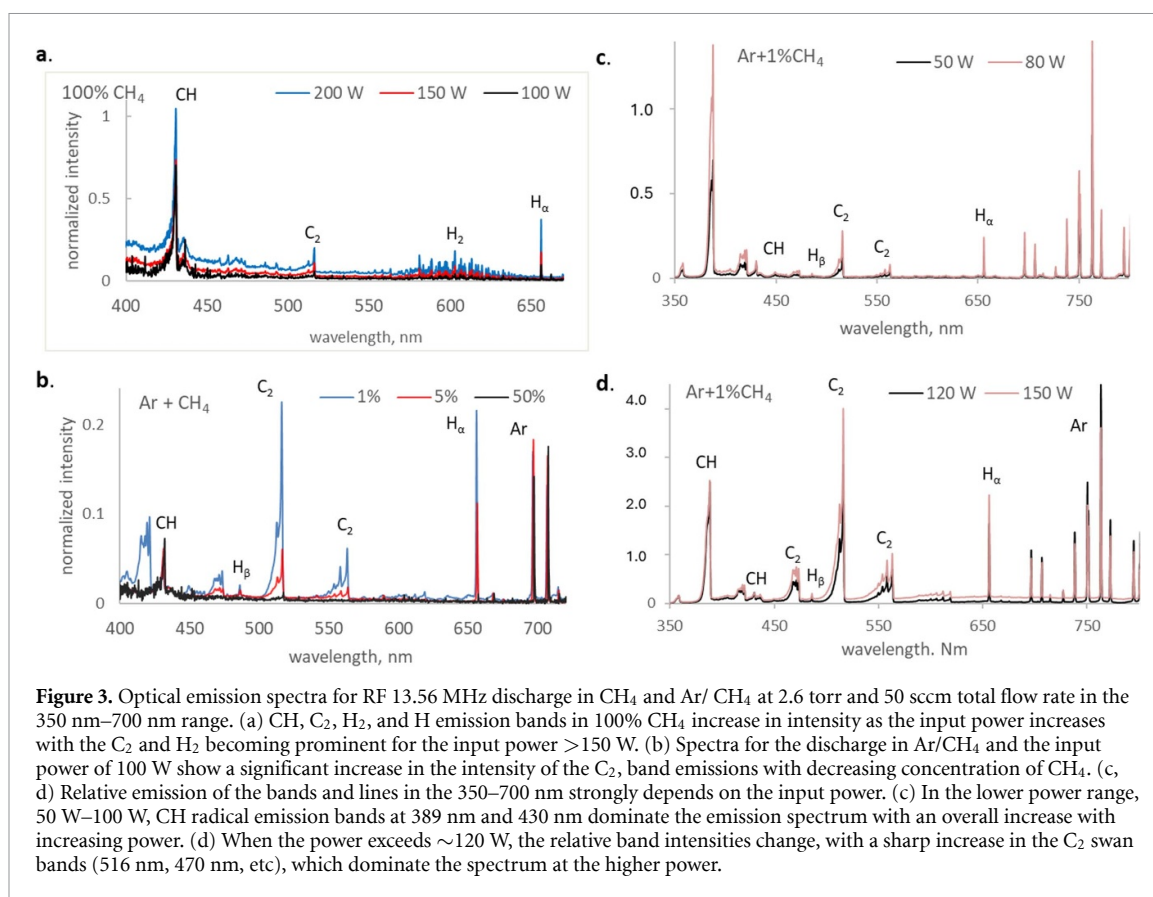 a.
100% CH₄
CH
200 W
150 W
100 W
normalized intensity
1
0.5
0
C₂
H₂
Hα
400
450
500
550
600
650
wavelength, nm
c.
Ar+1%CH₄
50 W
80 W
1.0
0.5
0
CH
Hβ
C₂
C₂
Hα
350
450
550
650
750
wavelength, nm
b.
Ar + CH₄
C₂
1%
5%
50%
normalized intensity
0.2
0.1
0
CH
Hβ
C₂
Hα
Ar
400
450
500
550
600
650
700
wavelength, nm
d.
Ar+1%CH₄
C₂
120 W
150 W
4.0
3.0
2.0
1.0
0
CH
CH
C₂
Hβ
C₂
Hα
Ar
350
450
550
650
750
wavelength. Nm
Figure 3. Optical emission spectra for RF 13.56 MHz discharge in CH₄ and Ar/ CH₄ at 2.6 torr and 50 sccm total flow rate in the
350 nm–700 nm range. (a) CH, C₂, H₂, and H emission bands in 100% CH₄ increase in intensity as the input power increases
with the C₂ and H₂ becoming prominent for the input power >150 W. (b) Spectra for the discharge in Ar/CH₄ and the input
power of 100 W show a significant increase in the intensity of the C₂, band emissions with decreasing concentration of CH₄. (c,
d) Relative emission of the bands and lines in the 350–700 nm strongly depends on the input power. (c) In the lower power range,
50 W–100 W, CH radical emission bands at 389 nm and 430 nm dominate the emission spectrum with an overall increase with
increasing power. (d) When the power exceeds ∼120 W, the relative band intensities change, with a sharp increase in the C₂ swan
bands (516 nm, 470 nm, etc), which dominate the spectrum at the higher power.